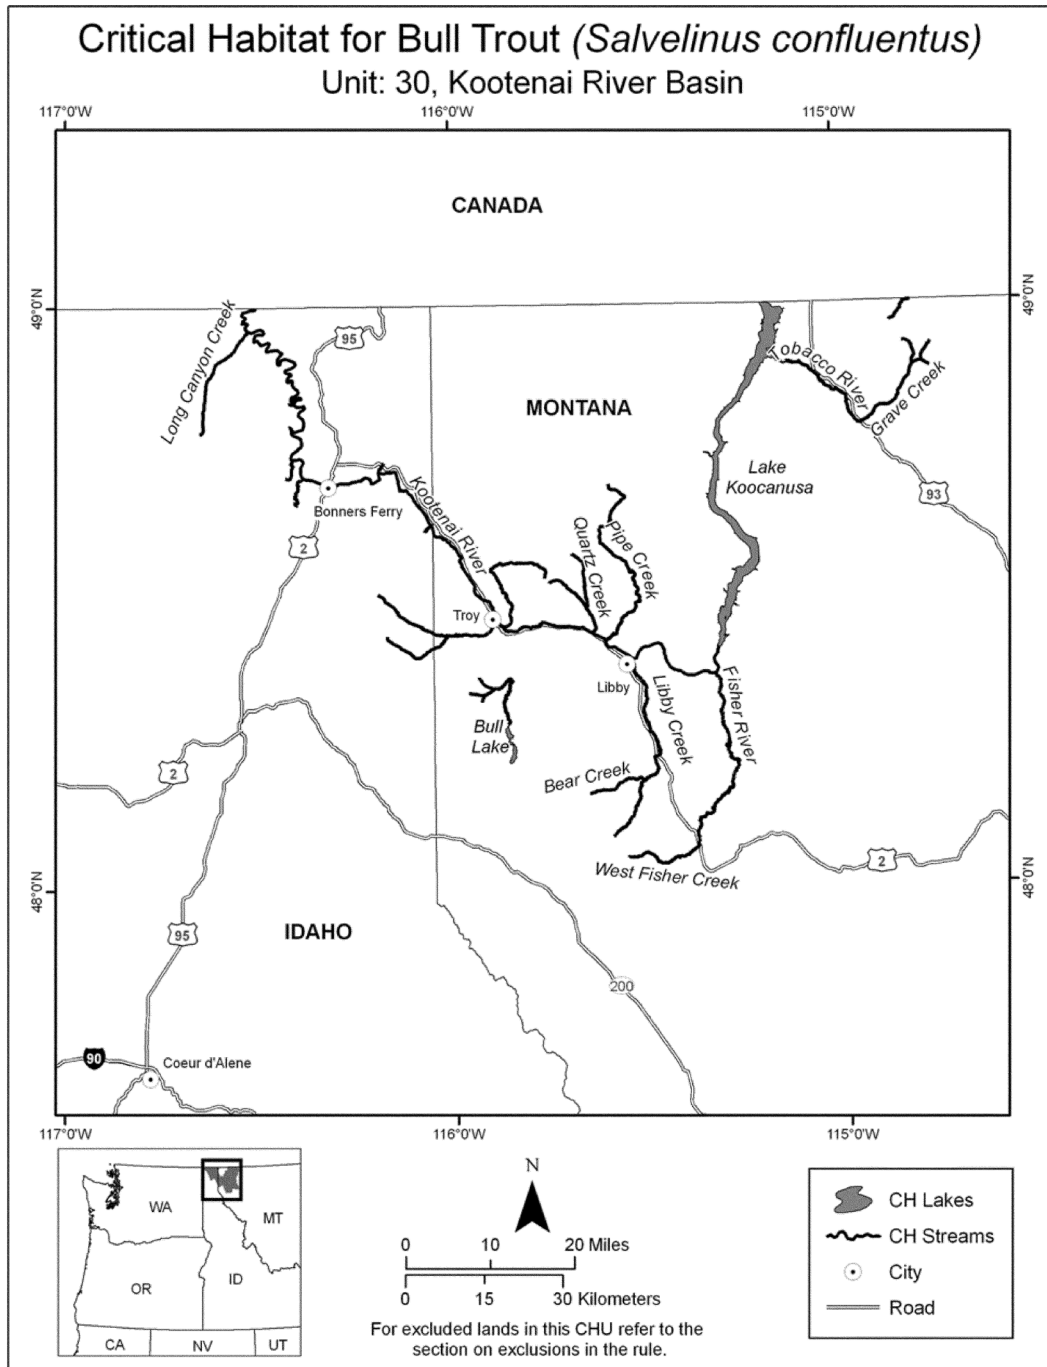 Critical Habitat for Bull Trout (Salvelinus confluentus)
Unit: 30, Kootenai River Basin
117°0'W
116°0'W
115°0'W
CANADA
49°0'N
49°0'N
Long Canyon Creek
95
Tobacco River
Grave Creek
MONTANA
Lake
Koocanusa
93
Kootenai River
Bonners Ferry
2
Quartz Creek
Pipe Creek
Troy
Libby
Libby Creek
Fisher River
Bull
Lake
Bear Creek
2
West Fisher Creek
2
48°0'N
48°0'N
95
IDAHO
200
90
Coeur d'Alene
117°0'W
116°0'W
115°0'W
WA
MT
OR
ID
CA
NV
UT
N
0
10
20 Miles
0
15
30 Kilometers
For excluded lands in this CHU refer to the
section on exclusions in the rule.
CH Lakes
CH Streams
City
Road